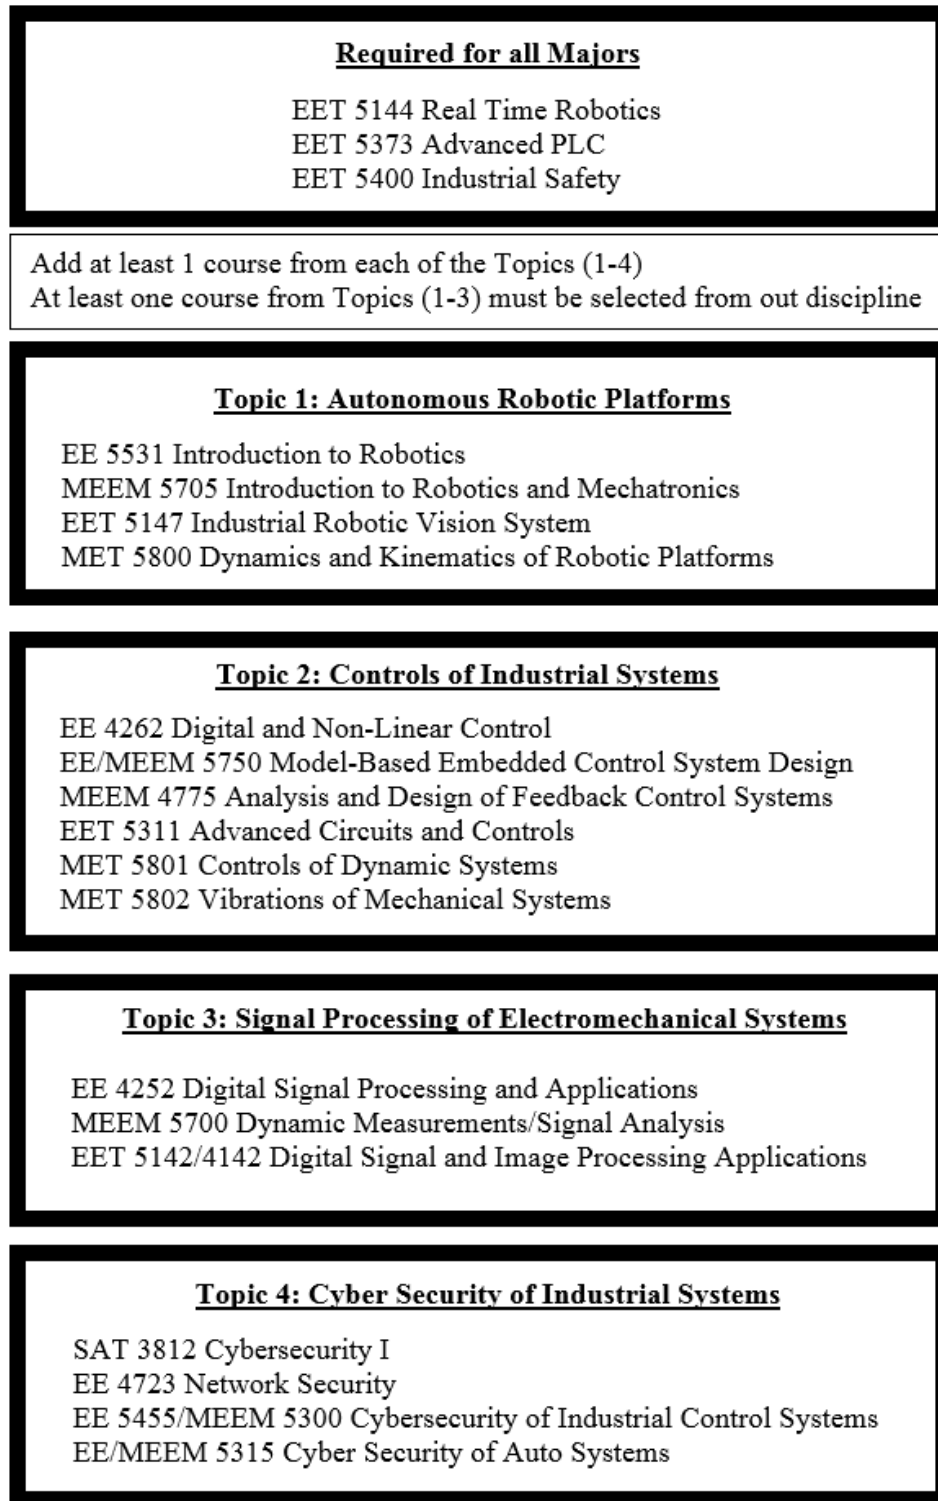 Required for all Majors
EET 5144 Real Time Robotics
EET 5373 Advanced PLC
EET 5400 Industrial Safety
Add at least 1 course from each of the Topics (1-4)
At least one course from Topics (1-3) must be selected from out discipline
Topic 1: Autonomous Robotic Platforms
EE 5531 Introduction to Robotics
MEEM 5705 Introduction to Robotics and Mechatronics
EET 5147 Industrial Robotic Vision System
MET 5800 Dynamics and Kinematics of Robotic Platforms
Topic 2: Controls of Industrial Systems
EE 4262 Digital and Non-Linear Control
EE/MEEM 5750 Model-Based Embedded Control System Design
MEEM 4775 Analysis and Design of Feedback Control Systems
EET 5311 Advanced Circuits and Controls
MET 5801 Controls of Dynamic Systems
MET 5802 Vibrations of Mechanical Systems
Topic 3: Signal Processing of Electromechanical Systems
EE 4252 Digital Signal Processing and Applications
MEEM 5700 Dynamic Measurements/Signal Analysis
EET 5142/4142 Digital Signal and Image Processing Applications
Topic 4: Cyber Security of Industrial Systems
SAT 3812 Cybersecurity I
EE 4723 Network Security
EE 5455/MEEM 5300 Cybersecurity of Industrial Control Systems
EE/MEEM 5315 Cyber Security of Auto Systems